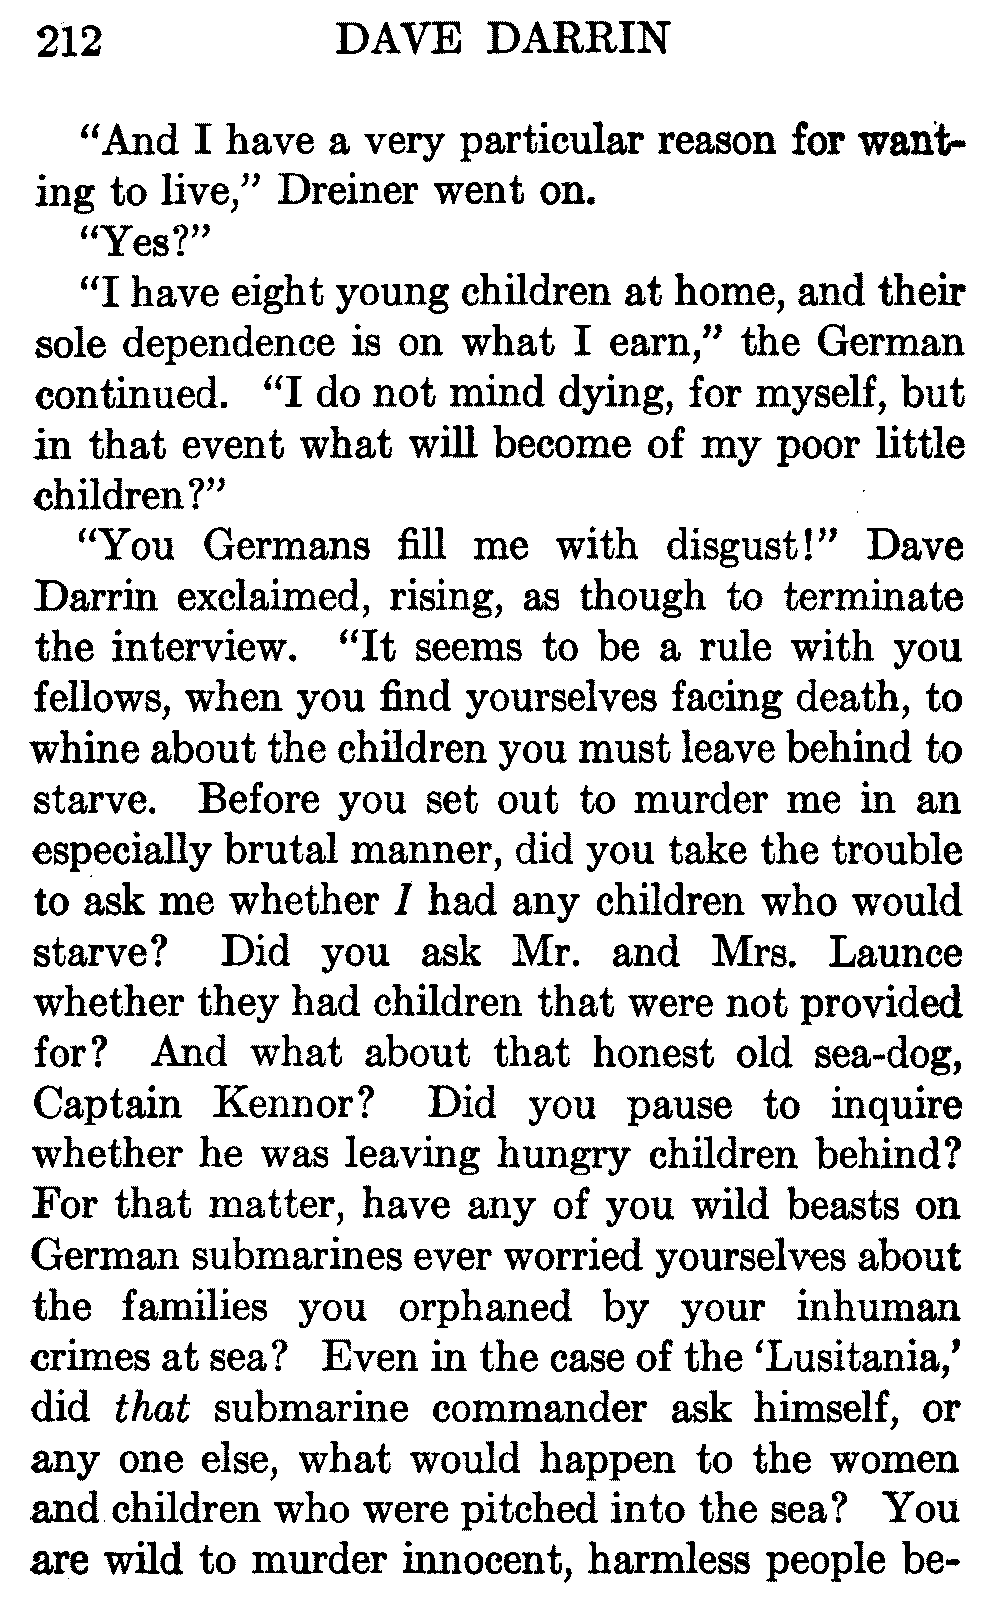 212 DAVE DARRIN
“And I have a very particular reason for want-
ing to live,” Dreiner went on.
“Yes?”
“I have eight young children at home, and their
sole dependence is on what I earn,” the German
continued. “I do not mind dying, for myself, but
in that event what will become of my poor little
children?”
“You Germans fill me with disgust!” Dave
Darrin exclaimed, rising, as though to terminate
the interview. “It seems to be a rule with you
fellows, when you find yourselves facing death, to
whine about the children you must leave behind to
starve. Before you set out to murder me in an
especially brutal manner, did you take the trouble
to ask me whether I had any children who would
starve? Did you ask Mr. and Mrs. Launce
whether they had children that were not provided
for? And what about that honest old sea-dog,
Captain Kennor? Did you pause to inquire
whether he was leaving hungry children behind?
For that matter, have any of you wild beasts on
German submarines ever worried yourselves about
the families you orphaned by your inhuman
crimes at sea? Even in the case of the ‘Lusitania,’
did that submarine commander ask himself, or
any one else, what would happen to the women
and children who were pitched into the sea? You
are wild to murder innocent, harmless people be-